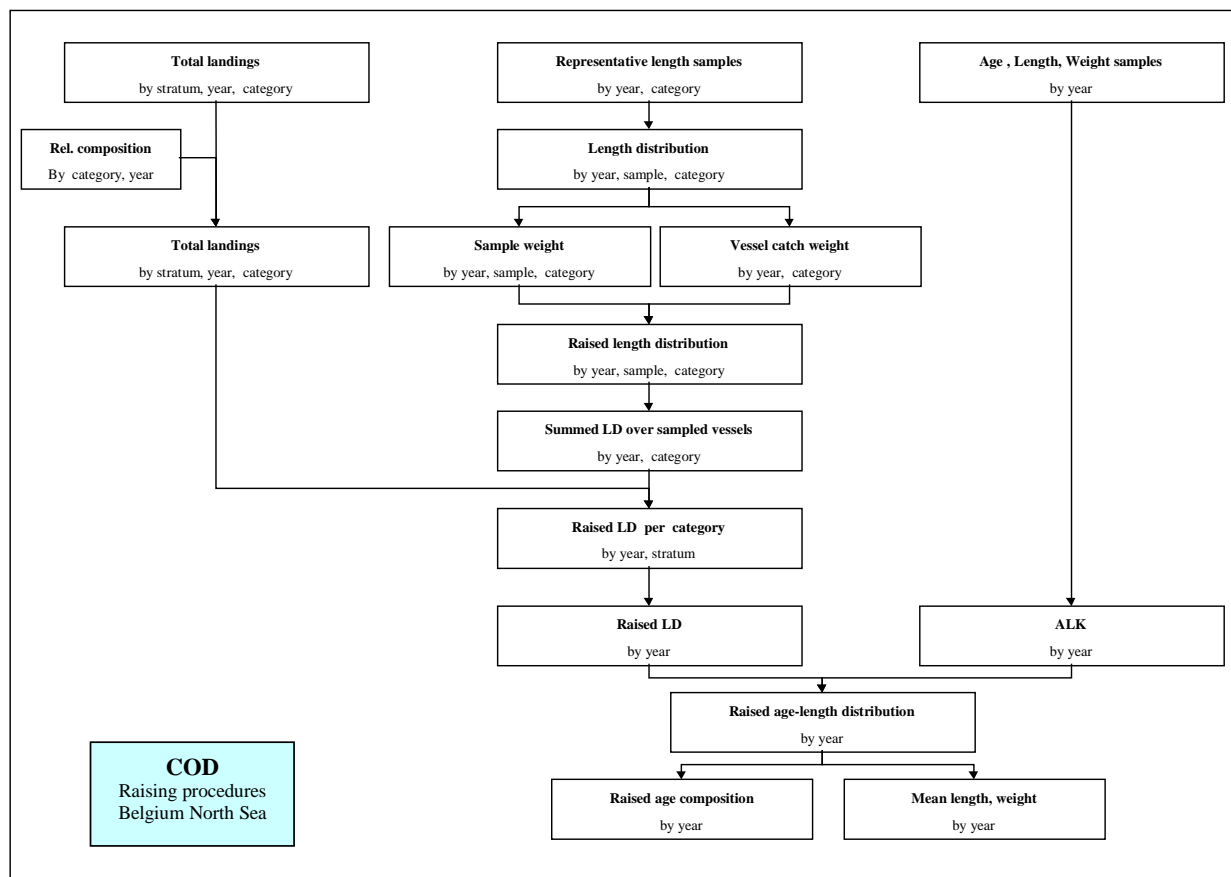 Total landings
by stratum, year, category
Representative length samples
by year, category
Age , Length, Weight samples
by year
Rel. composition
By category, year
Length distribution
by year, sample, category
Total landings
by stratum, year, category
Sample weight
by year, sample, category
Vessel catch weight
by year, category
Raised length distribution
by year, sample, category
Summed LD over sampled vessels
by year, category
Raised LD per category
by year, stratum
Raised LD
by year
ALK
by year
Raised age-length distribution
by year
COD
Raising procedures
Belgium North Sea
Raised age composition
by year
Mean length, weight
by year